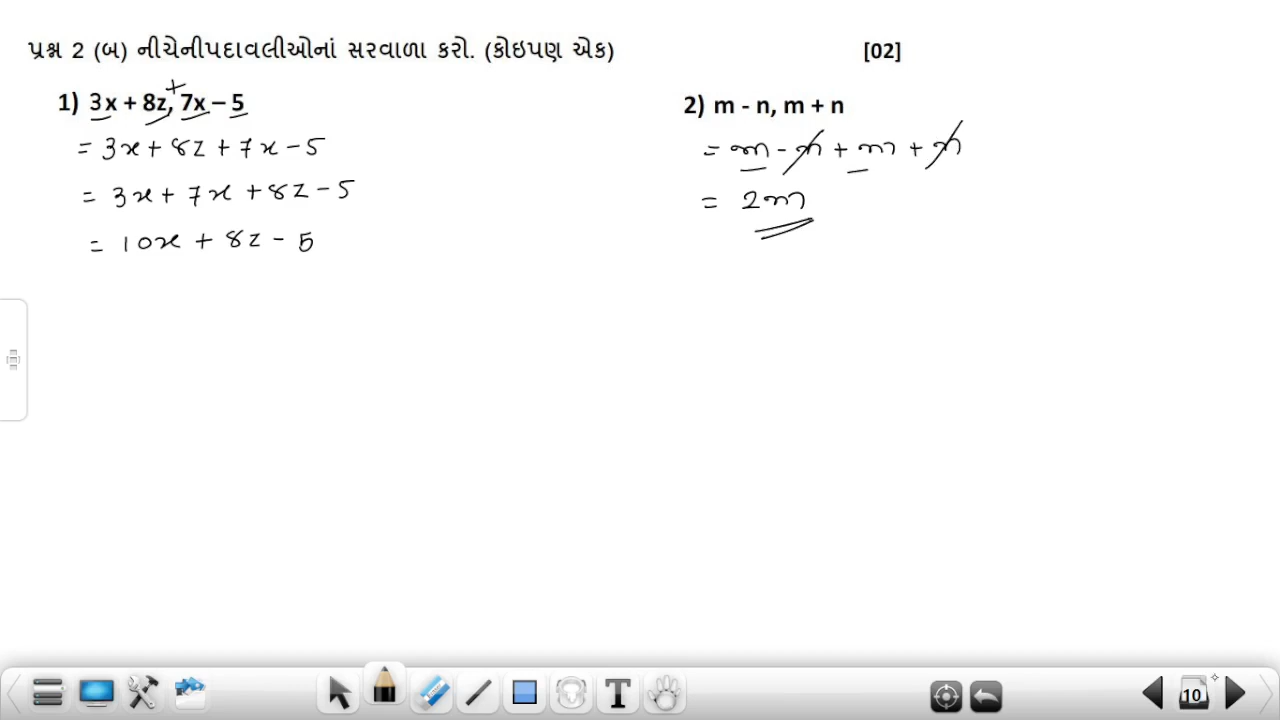 પ્રશ્ન 2 (બ) નીચેનીપદાવલીઓનાં સરવાળા કરો. (કોઇપણ એક) [02]
1) 3x + 8z, 7x – 5
+
= 3x + 8z + 7x - 5
= 3x + 7x + 8z - 5
= 10x + 8z - 5
2) m - n, m + n
= m - n + m + n
= 2m
10
T